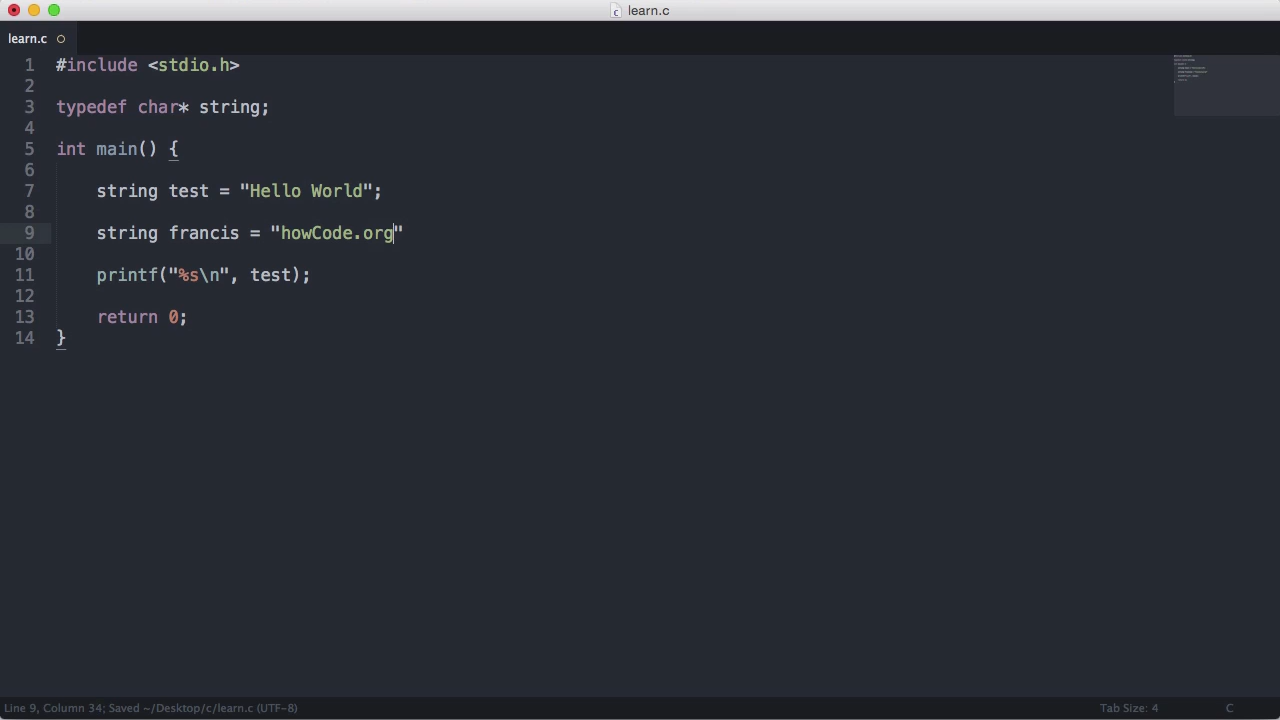 learn.c
learn.c
1 #include <stdio.h>
2
3 typedef char* string;
4
5 int main() {
6
7 string test = "Hello World";
8
9 string francis = "howCode.org"
10
11 printf("%s\n", test);
12
13 return 0;
14 }
Line 9, Column 34; Saved ~/Desktop/c/learn.c (UTF-8) Tab Size: 4 C